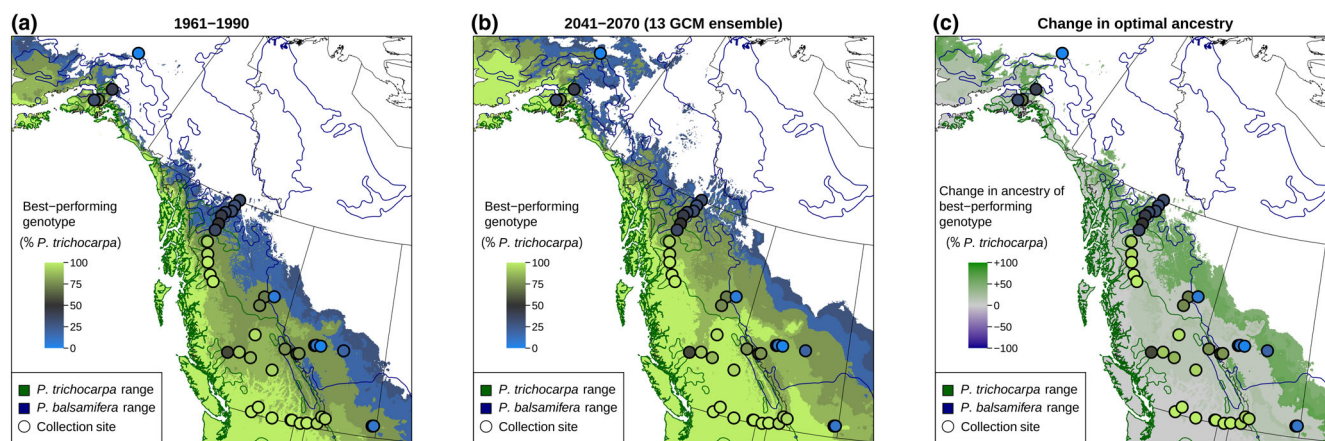 (a)
1961−1990
Best−performing
genotype
(% P. trichocarpa)
100
75
50
25
0
P. trichocarpa range
P. balsamifera range
Collection site
(b)
2041−2070 (13 GCM ensemble)
Best−performing
genotype
(% P. trichocarpa)
100
75
50
25
0
P. trichocarpa range
P. balsamifera range
Collection site
(c)
Change in optimal ancestry
Change in ancestry of
best−performing
genotype
(% P. trichocarpa)
+100
+50
0
−50
−100
P. trichocarpa range
P. balsamifera range
Collection site